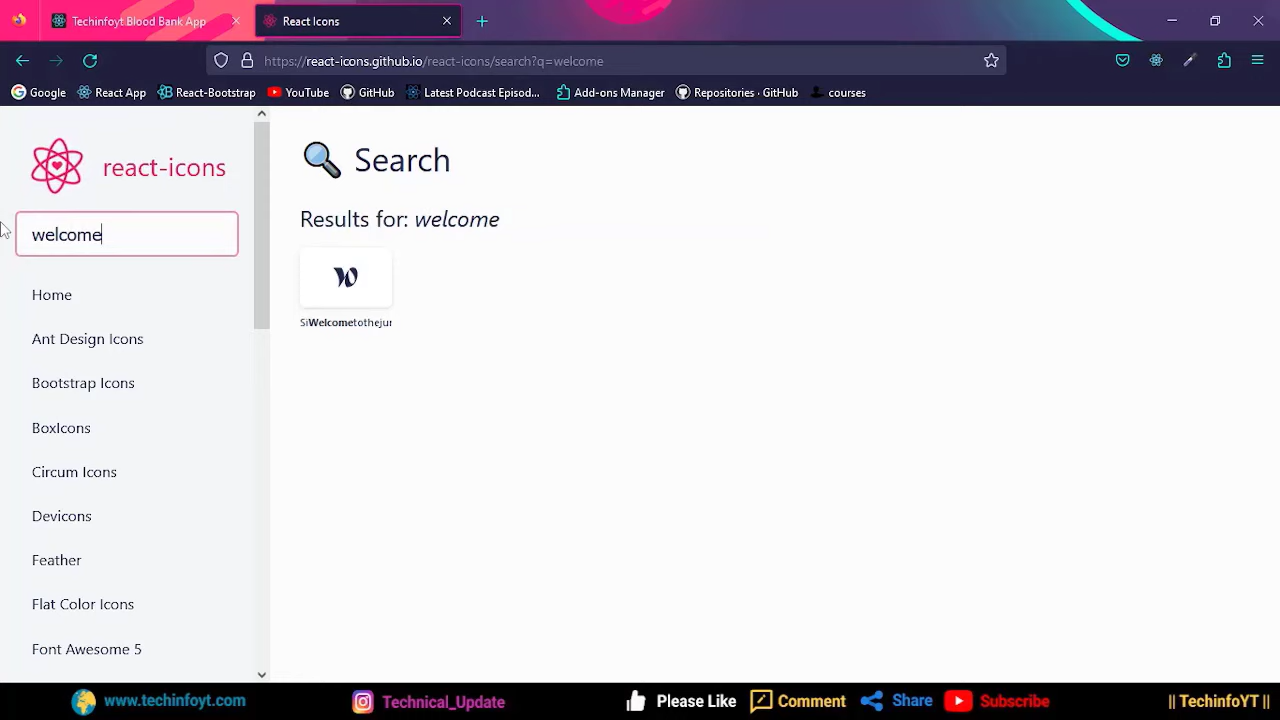 Techinfoyt Blood Bank App
React Icons
https://react-icons.github.io/react-icons/search?q=welcome
Google React App React-Bootstrap YouTube GitHub Latest Podcast Episod... Add-ons Manager Repositories · GitHub courses
react-icons
welcome
Home
Ant Design Icons
Bootstrap Icons
BoxIcons
Circum Icons
Devicons
Feather
Flat Color Icons
Font Awesome 5
Search
Results for: welcome
W
SiWelcometothejun
www.techinfoyt.com Technical_Update Please Like Comment Share Subscribe || TechinfoYT ||